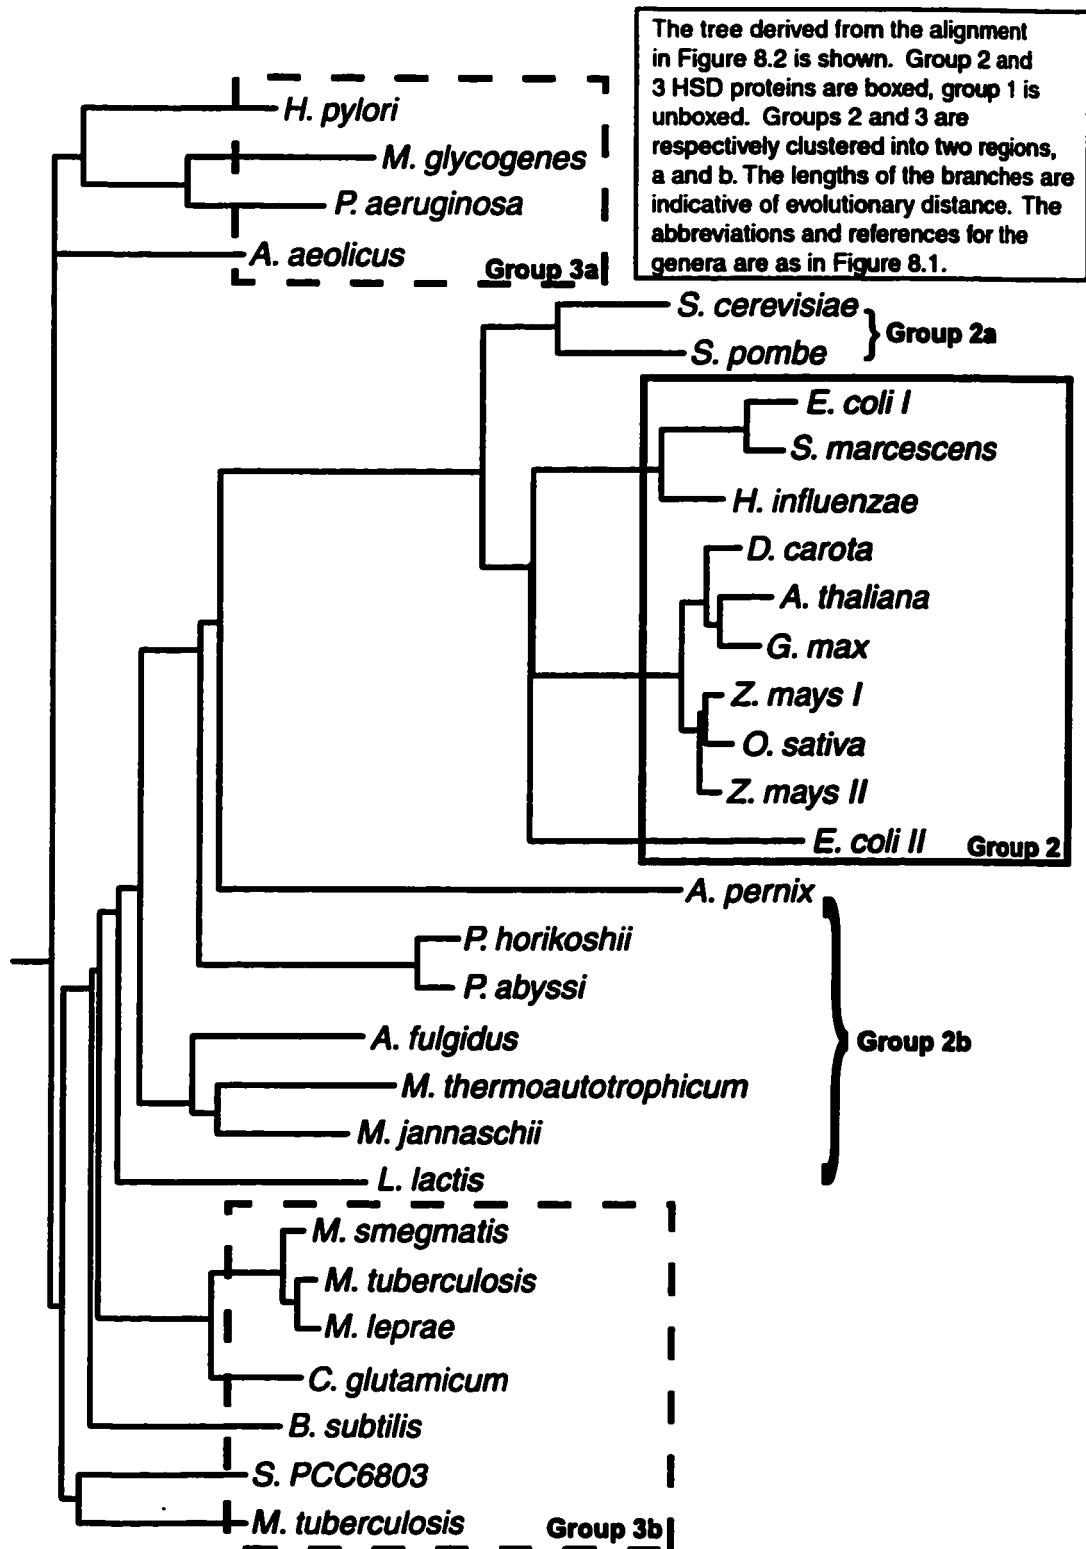 The tree derived from the alignment
in Figure 8.2 is shown. Group 2 and
3 HSD proteins are boxed, group 1 is
unboxed. Groups 2 and 3 are
respectively clustered into two regions,
a and b. The lengths of the branches are
indicative of evolutionary distance. The
abbreviations and references for the
genera are as in Figure 8.1.
H. pylori
M. glycogenes
P. aeruginosa
A. aeolicus
Group 3a
S. cerevisiae
S. pombe
Group 2a
E. coli I
S. marcescens
H. influenzae
D. carota
A. thaliana
G. max
Z. mays I
O. sativa
Z. mays II
E. coli II
Group 2
A. pernix
P. horikoshii
P. abyssi
A. fulgidus
Group 2b
M. thermoautotrophicum
M. jannaschii
L. lactis
M. smegmatis
M. tuberculosis
M. leprae
C. glutamicum
B. subtilis
S. PCC6803
M. tuberculosis
Group 3b